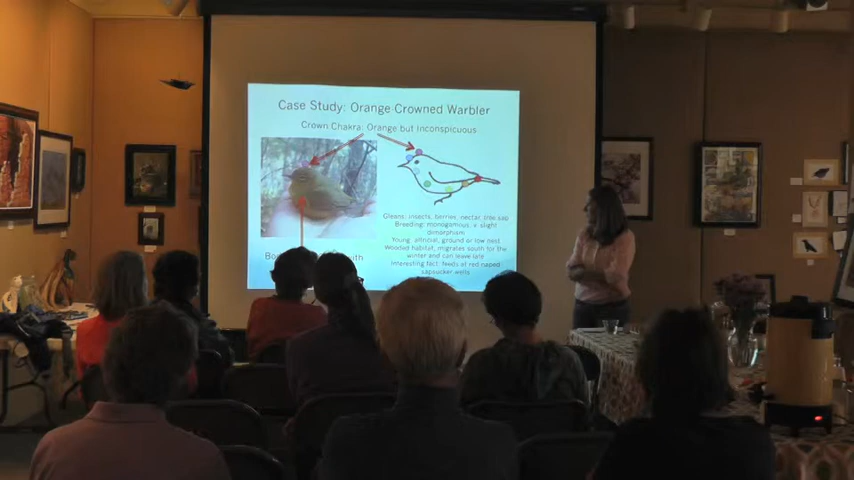 Case Study: Orange Crowned Warbler
Crown Chakra: Orange but Inconspicuous
Gleans: insects, berries, nectar, tree sap
Breeding: monogamous, a slight
dimorphism
Young: altricial, ground or low nest
Wooded habitat, migrates south for the
winter and can leave late
Interesting fact: feeds at red naped
sapsucker wells